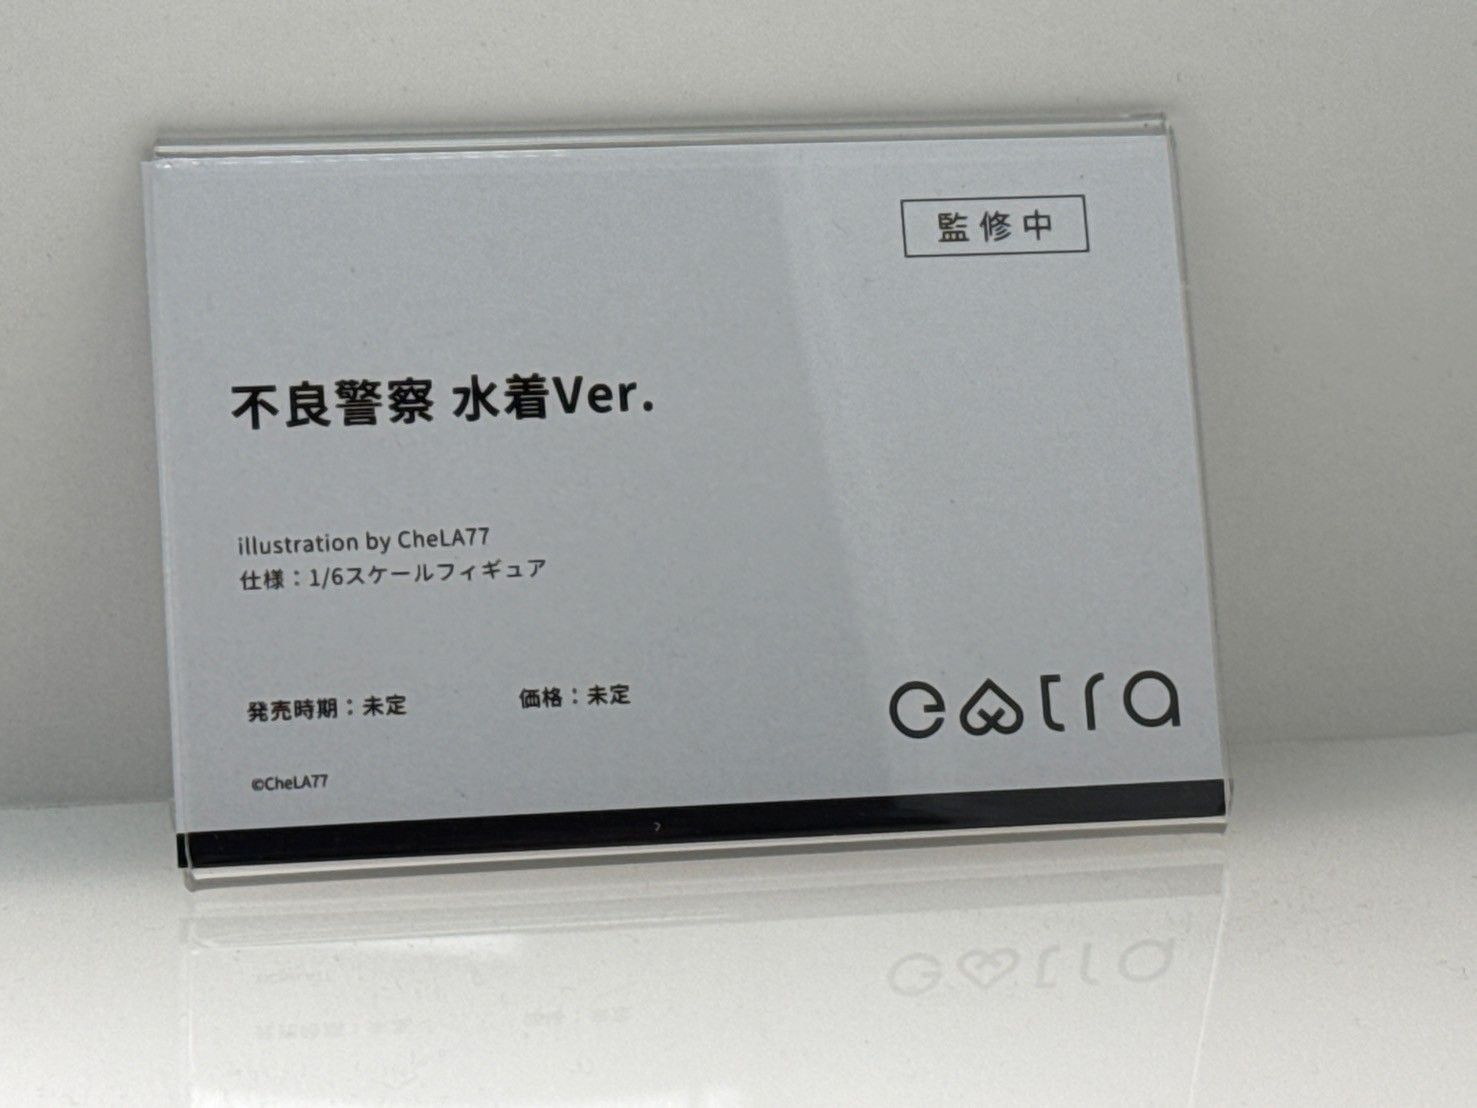 監修中
不良警察 水着Ver.
illustration by CheLA77
仕様：1/6スケールフィギュア
発売時期：未定 価格：未定
©CheLA77